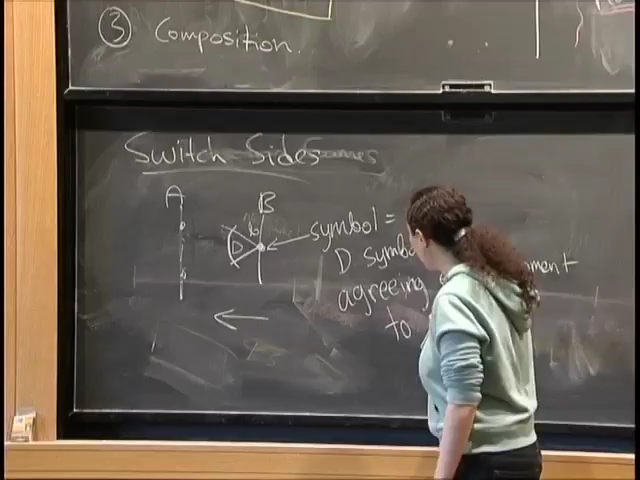 ③ Composition.
Switch Sides
A B
D
symbol =
D symbo
agreeing
to